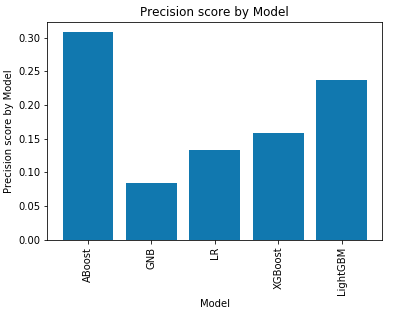 Precision score by Model
Precision score by Model
0.30
0.25
0.20
0.15
0.10
0.05
0.00
ABoost
GNB
LR
XGBoost
LightGBM
Model